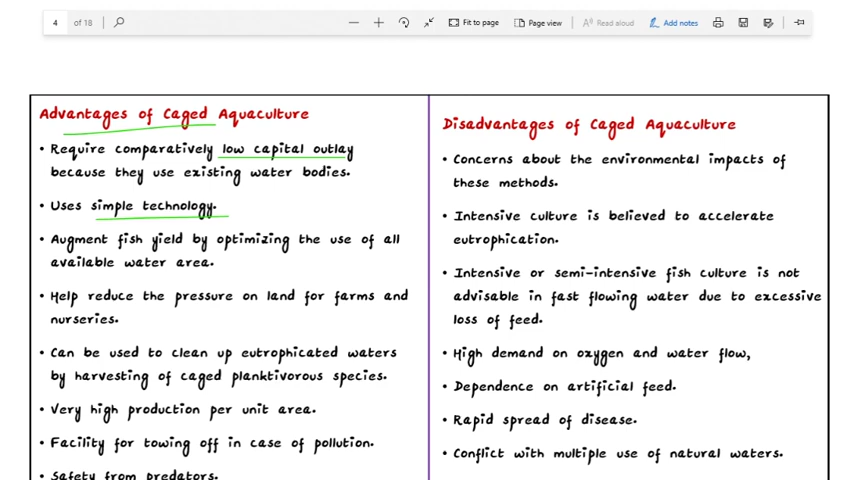 4 of 18 Fit to page Page view Read aloud Add notes
Advantages of Caged Aquaculture
• Require comparatively low capital outlay
because they use existing water bodies.
• Uses simple technology.
• Augment fish yield by optimizing the use of all
available water area.
• Help reduce the pressure on land for farms and
nurseries.
• Can be used to clean up eutrophicated waters
by harvesting of caged planktivorous species.
• Very high production per unit area.
• Facility for towing off in case of pollution.
• Safety from predators.
Disadvantages of Caged Aquaculture
• Concerns about the environmental impacts of
these methods.
• Intensive culture is believed to accelerate
eutrophication.
• Intensive or semi-intensive fish culture is not
advisable in fast flowing water due to excessive
loss of feed.
• High demand on oxygen and water flow,
• Dependence on artificial feed.
• Rapid spread of disease.
• Conflict with multiple use of natural waters.